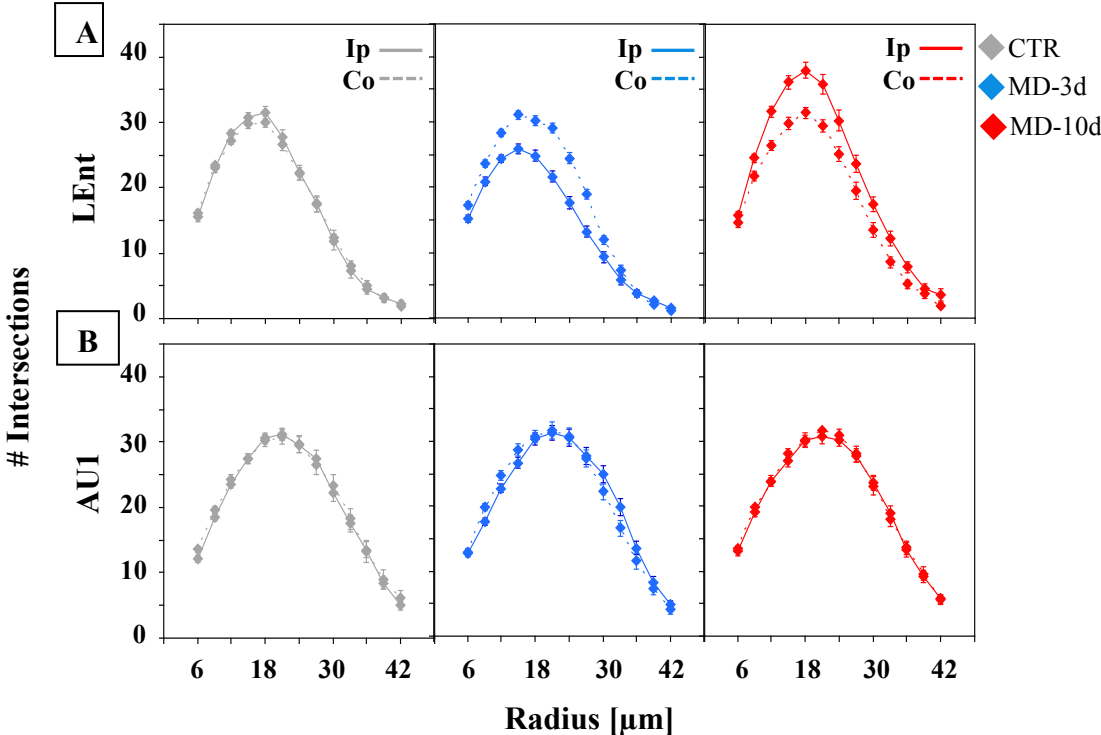 A
40
30
20
10
0
LEnt
Ip
Co
Ip
Co
Ip
Co
CTR
MD-3d
MD-10d
# Intersections
B
40
30
20
10
0
AU1
6 18 30 42
6 18 30 42
6 18 30 42
Radius [µm]